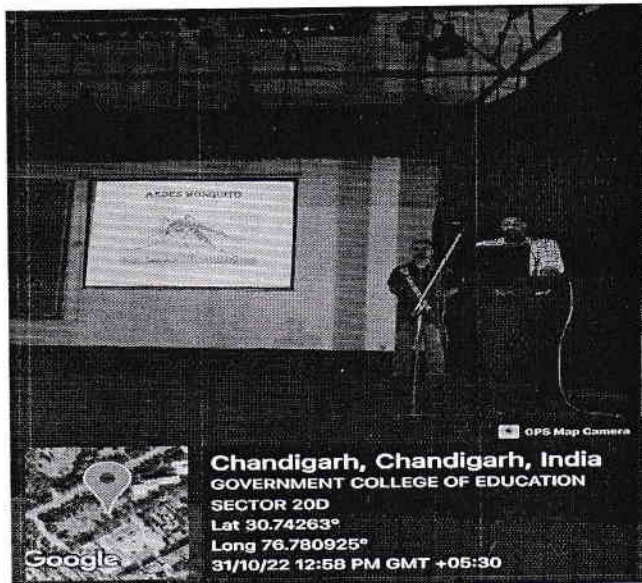 AEDES MOSQUITO
GPS Map Camera
Chandigarh, Chandigarh, India
GOVERNMENT COLLEGE OF EDUCATION
SECTOR 20D
Lat 30.74263°
Long 76.780925°
31/10/22 12:58 PM GMT +05:30
Google